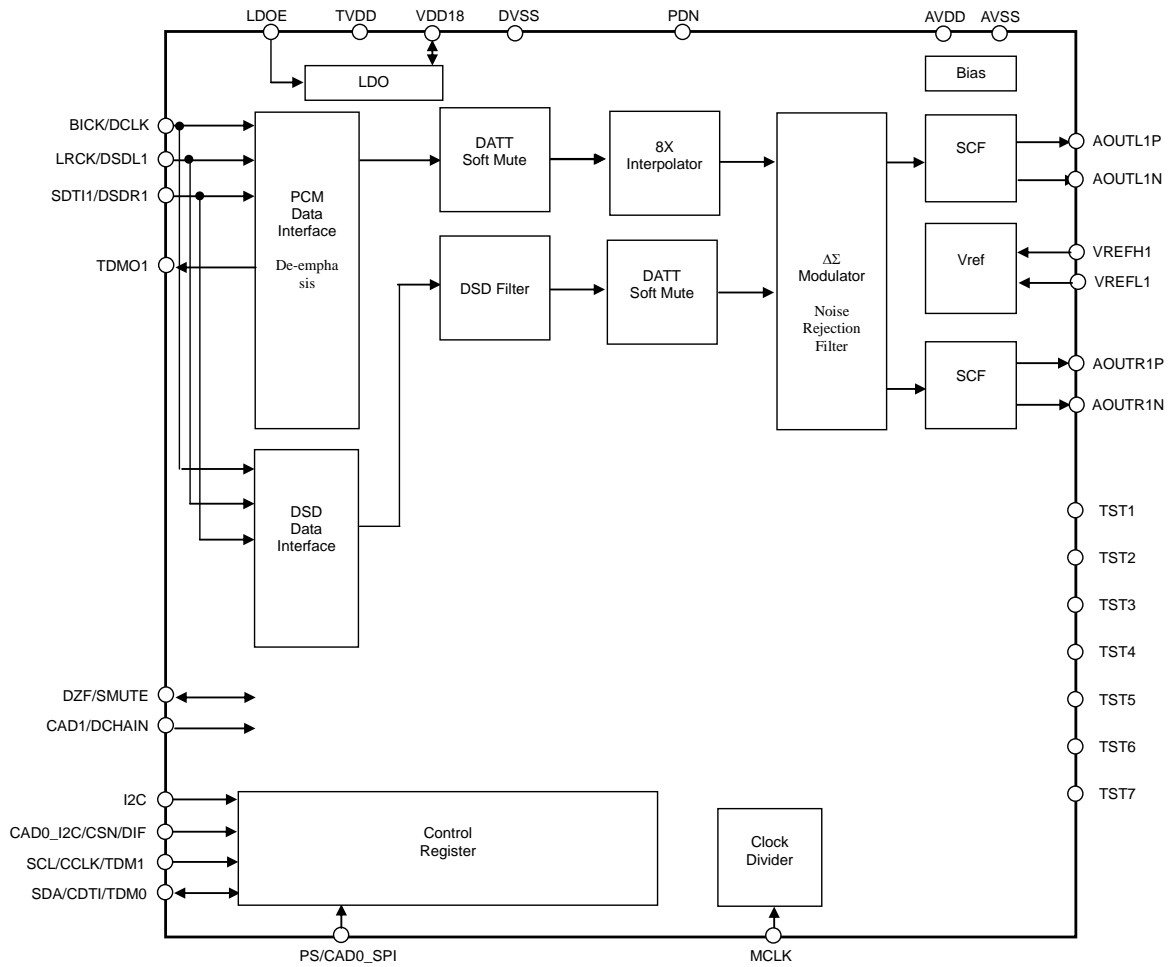 LDOE
TVDD
VDD18
DVSS
PDN
AVDD
AVSS
LDO
Bias
BICK/DCLK
LRCK/DSDL1
SDTI1/DSDR1
TDMO1
PCM
Data
Interface
De-empha
sis
DATT
Soft Mute
8X
Interpolator
DSD Filter
DATT
Soft Mute
ΔΣ
Modulator
Noise
Rejection
Filter
SCF
AOUTL1P
AOUTL1N
Vref
VREFH1
VREFL1
SCF
AOUTR1P
AOUTR1N
DSD
Data
Interface
TST1
TST2
TST3
TST4
TST5
TST6
TST7
DZF/SMUTE
CAD1/DCHAIN
I2C
CAD0_I2C/CSN/DIF
SCL/CCLK/TDM1
SDA/CDTI/TDM0
Control
Register
Clock
Divider
PS/CAD0_SPI
MCLK